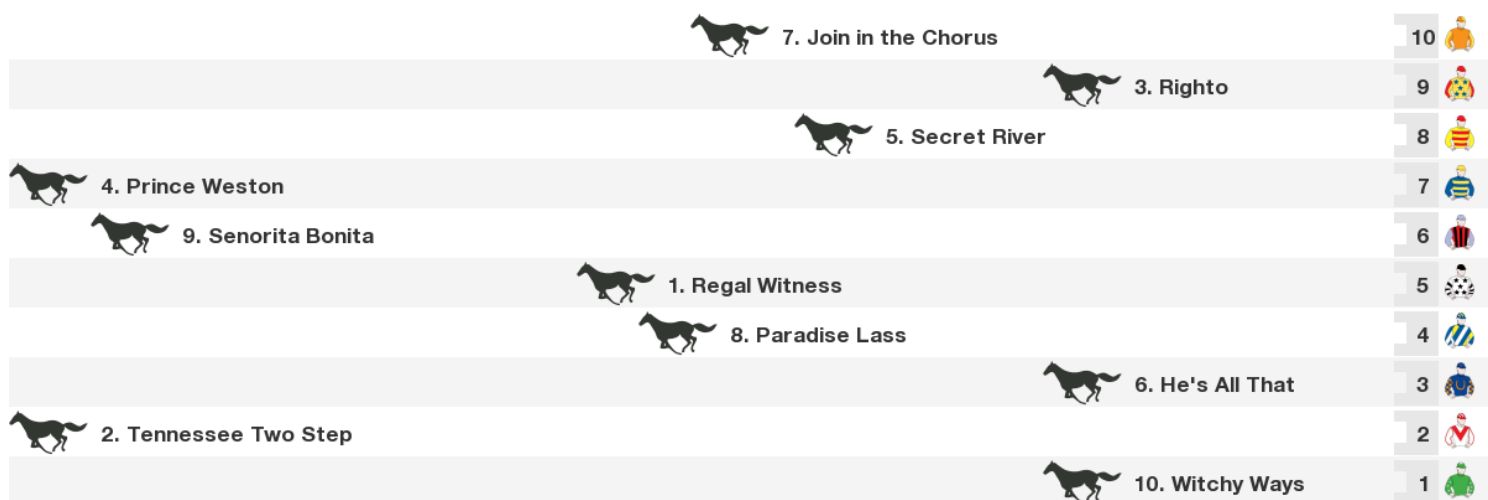 7. Join in the Chorus 10
3. Righto 9
5. Secret River 8
4. Prince Weston 7
9. Senorita Bonita 6
1. Regal Witness 5
8. Paradise Lass 4
6. He's All That 3
2. Tennessee Two Step 2
10. Witchy Ways 1